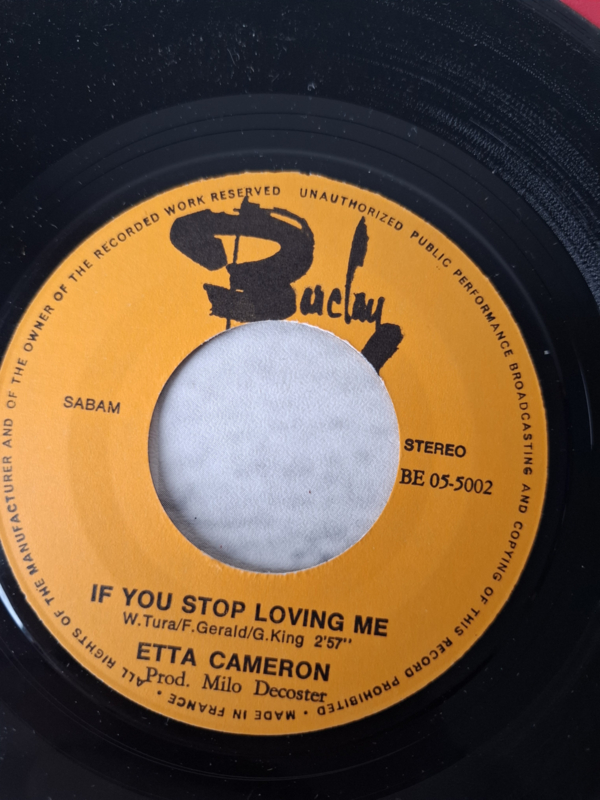 ALL RIGHTS OF THE MANUFACTURER AND OF THE OWNER OF THE RECORDED WORK RESERVED UNAUTHORIZED PUBLIC PERFORMANCE BROADCASTING AND COPYING OF THIS RECORD PROHIBITED • MADE IN FRANCE •
Barclay
SABAM
STEREO
BE 05-5002
IF YOU STOP LOVING ME
W.Tura/F.Gerald/G.King 2'57"
ETTA CAMERON
Prod. Milo Decoster